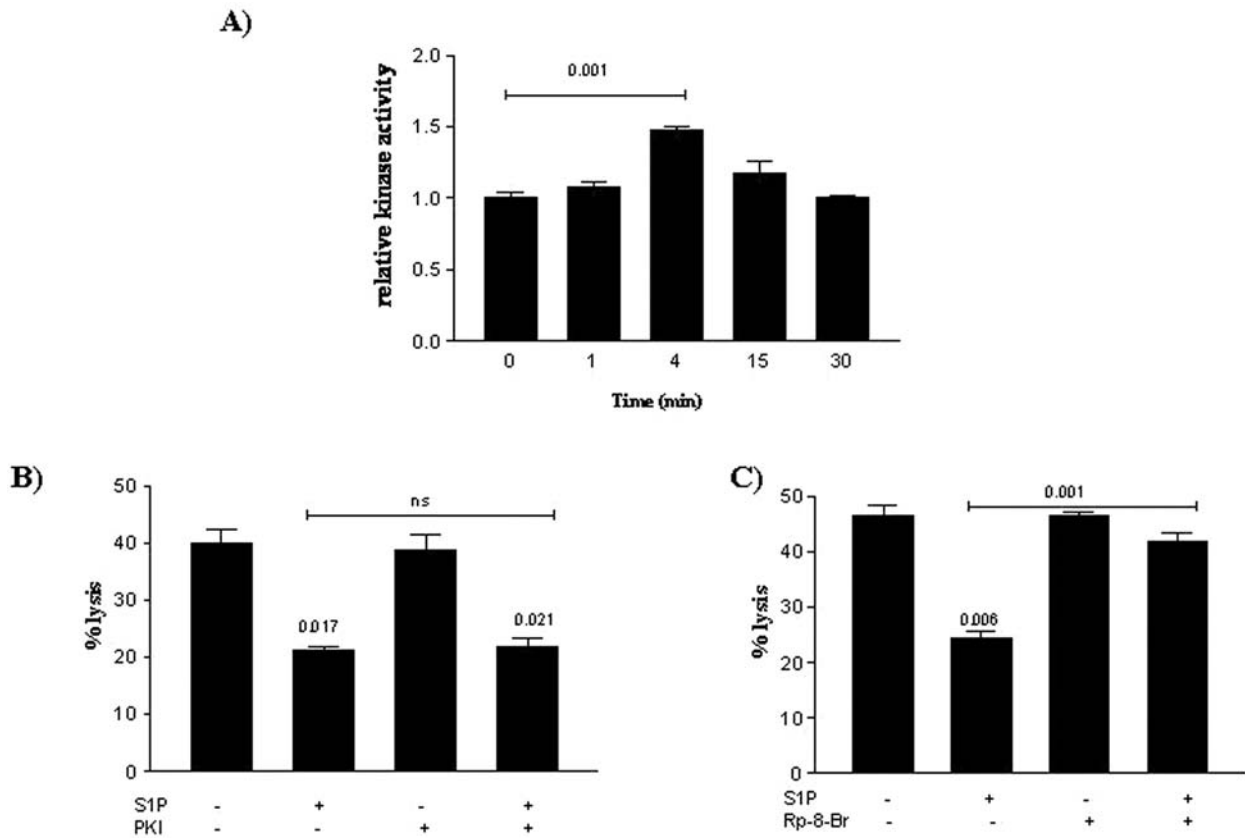 A)
2.0
0.001
1.5
1.0
0.5
0.0
relative kinase activity
0 1 4 15 30
Time (min)
B)
50
ns
40
30
0.017 0.021
20
10
0
% lysis
S1P - + - +
PKI - - + +
C)
50
0.001
40
30
0.006
20
10
0
% lysis
S1P - + - +
Rp-8-Br - - + +